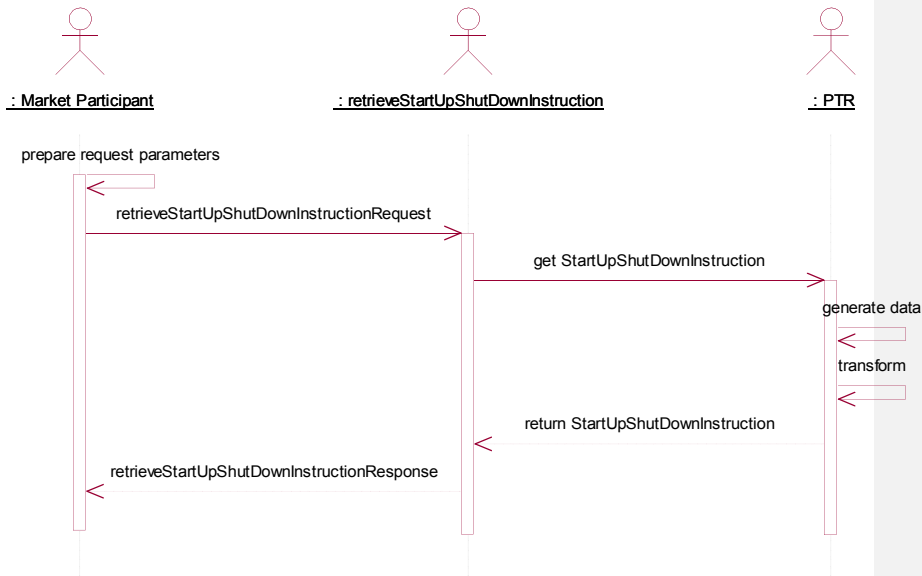 : Market Participant
: retrieveStartUpShutDownInstruction
: PTR
prepare request parameters
retrieveStartUpShutDownInstructionRequest
get StartUpShutDownInstruction
generate data
transform
return StartUpShutDownInstruction
retrieveStartUpShutDownInstructionResponse